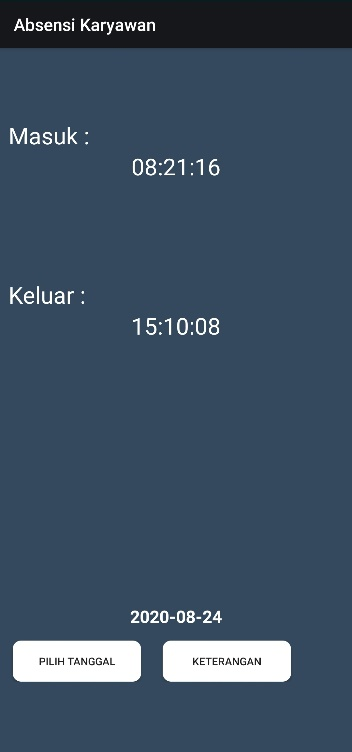 Absensi Karyawan
Masuk :
08:21:16
Keluar :
15:10:08
2020-08-24
PILIH TANGGAL
KETERANGAN